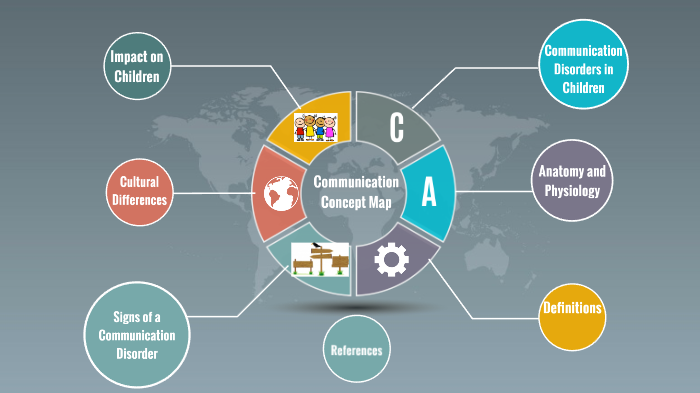 Impact on
Children
Communication
Disorders in
Children
C
Cultural
Differences
Communication
Concept Map
A
Anatomy and
Physiology
Signs of a
Communication
Disorder
Definitions
References